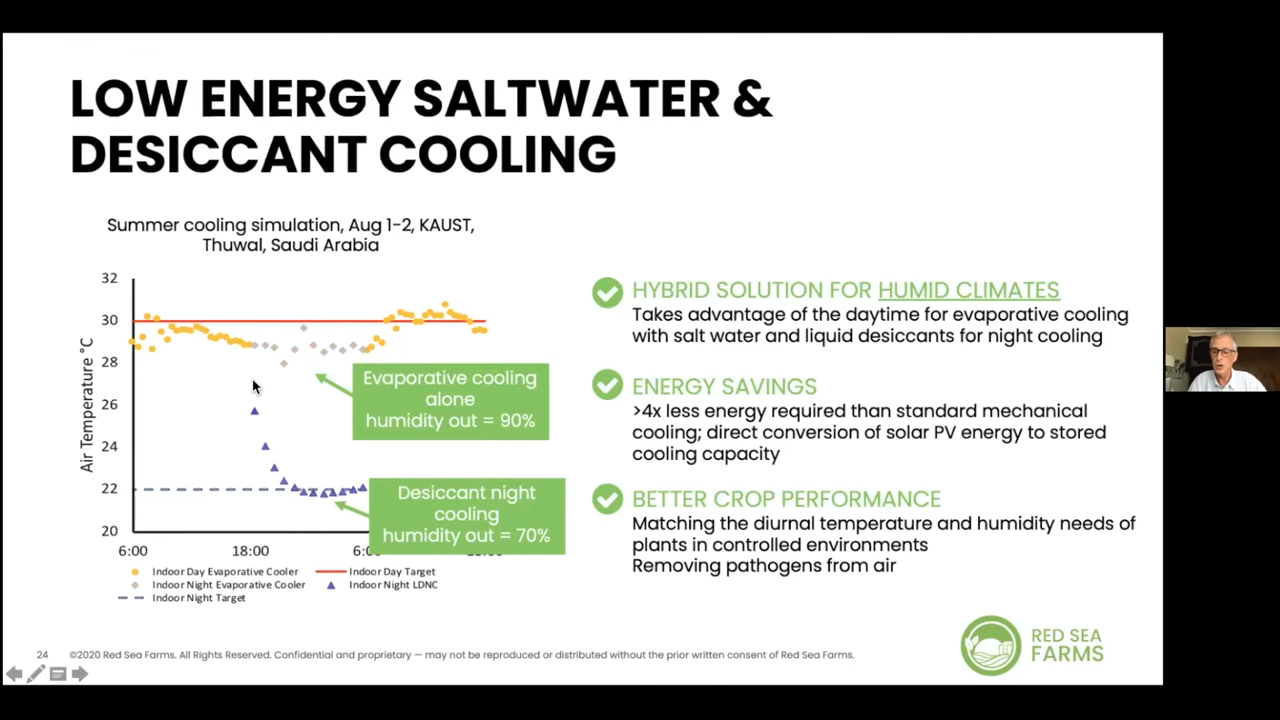 LOW ENERGY SALTWATER &
DESICCANT COOLING
Summer cooling simulation, Aug 1-2, KAUST,
Thuwal, Saudi Arabia
32
30
28
26
24
22
20
Air Temperature °C
6:00
18:00
Evaporative cooling
alone
humidity out = 90%
Desiccant night
cooling
humidity out = 70%
Indoor Day Evaporative Cooler
Indoor Day Target
Indoor Night Evaporative Cooler
Indoor Night LDNC
Indoor Night Target
HYBRID SOLUTION FOR HUMID CLIMATES
Takes advantage of the daytime for evaporative cooling
with salt water and liquid desiccants for night cooling
ENERGY SAVINGS
>4x less energy required than standard mechanical
cooling; direct conversion of solar PV energy to stored
cooling capacity
BETTER CROP PERFORMANCE
Matching the diurnal temperature and humidity needs of
plants in controlled environments
Removing pathogens from air
RED SEA
FARMS
24
©2020 Red Sea Farms. All Rights Reserved. Confidential and proprietary — may not be reproduced or distributed without the prior written consent of Red Sea Farms.